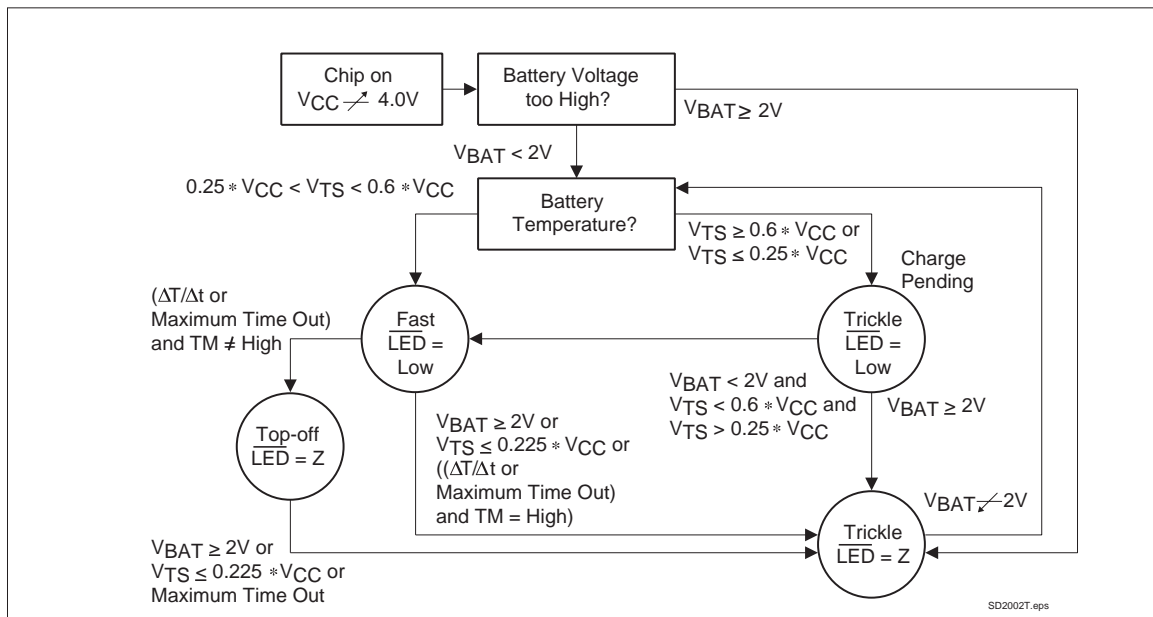 Chip on
VCC 4.0V
Battery Voltage
too High?
VBAT ≥ 2V
VBAT < 2V
0.25 * VCC < VTS < 0.6 * VCC
Battery
Temperature?
VTS ≥ 0.6 * VCC or
VTS ≤ 0.25 * VCC
Charge
Pending
(ΔT/Δt or
Maximum Time Out)
and TM ≠ High
Fast
LED =
Low
Trickle
LED =
Low
VBAT < 2V and
VTS < 0.6 * VCC and
VTS > 0.25 * VCC
VBAT ≥ 2V
Top-off
LED = Z
VBAT ≥ 2V or
VTS ≤ 0.225 * VCC or
((ΔT/Δt or
Maximum Time Out)
and TM = High)
VBAT 2V
Trickle
LED = Z
VBAT ≥ 2V or
VTS ≤ 0.225 * VCC or
Maximum Time Out
SD2002T.eps